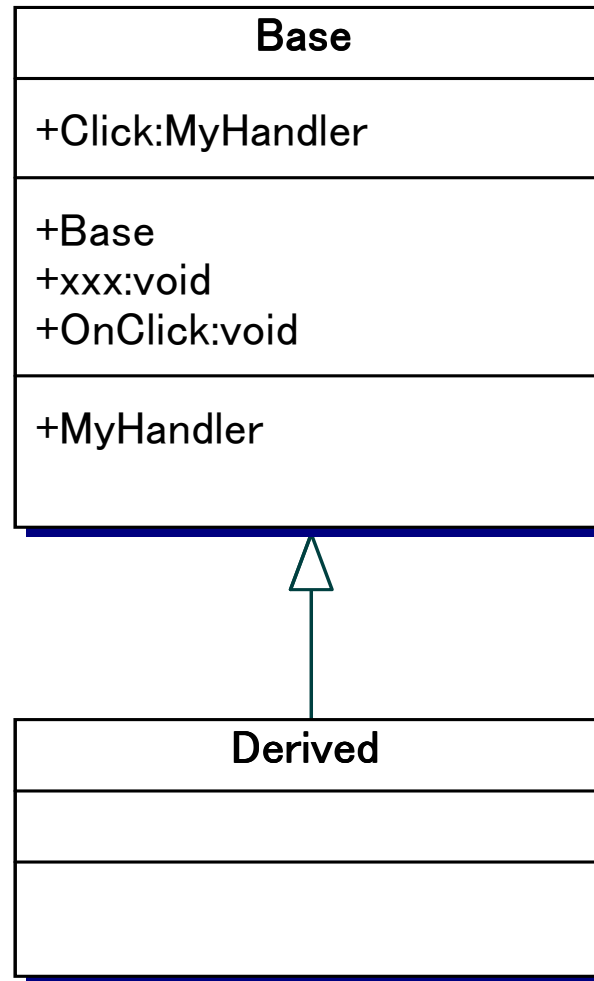 Base
+Click:MyHandler
+Base
+xxx:void
+OnClick:void
+MyHandler
Derived